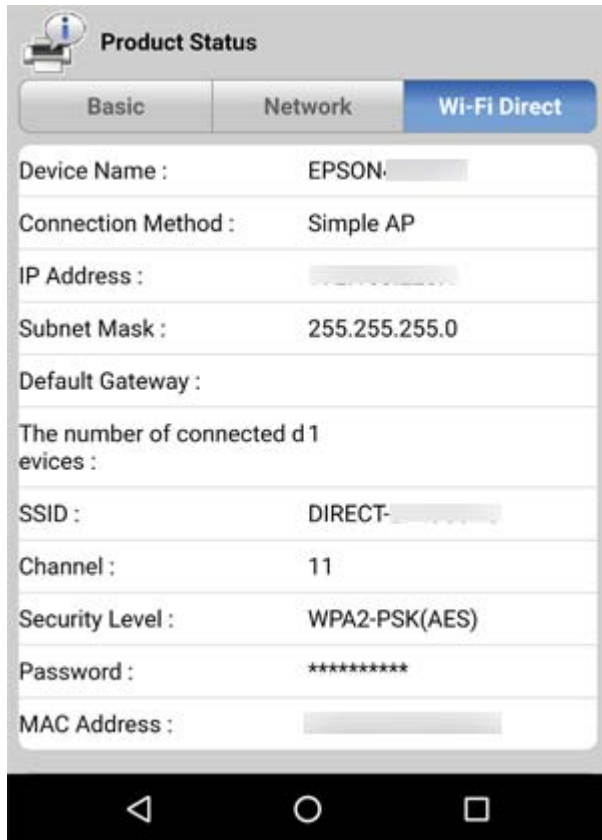 Product Status
Basic Network Wi-Fi Direct
Device Name : EPSON
Connection Method : Simple AP
IP Address :
Subnet Mask : 255.255.255.0
Default Gateway :
The number of connected d 1
evices :
SSID : DIRECT-
Channel : 11
Security Level : WPA2-PSK(AES)
Password : **********
MAC Address :